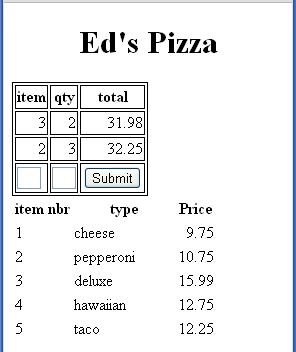 Ed's Pizza
item qty total
3 2 31.98
2 3 32.25
Submit
item nbr type Price
1 cheese 9.75
2 pepperoni 10.75
3 deluxe 15.99
4 hawaiian 12.75
5 taco 12.25